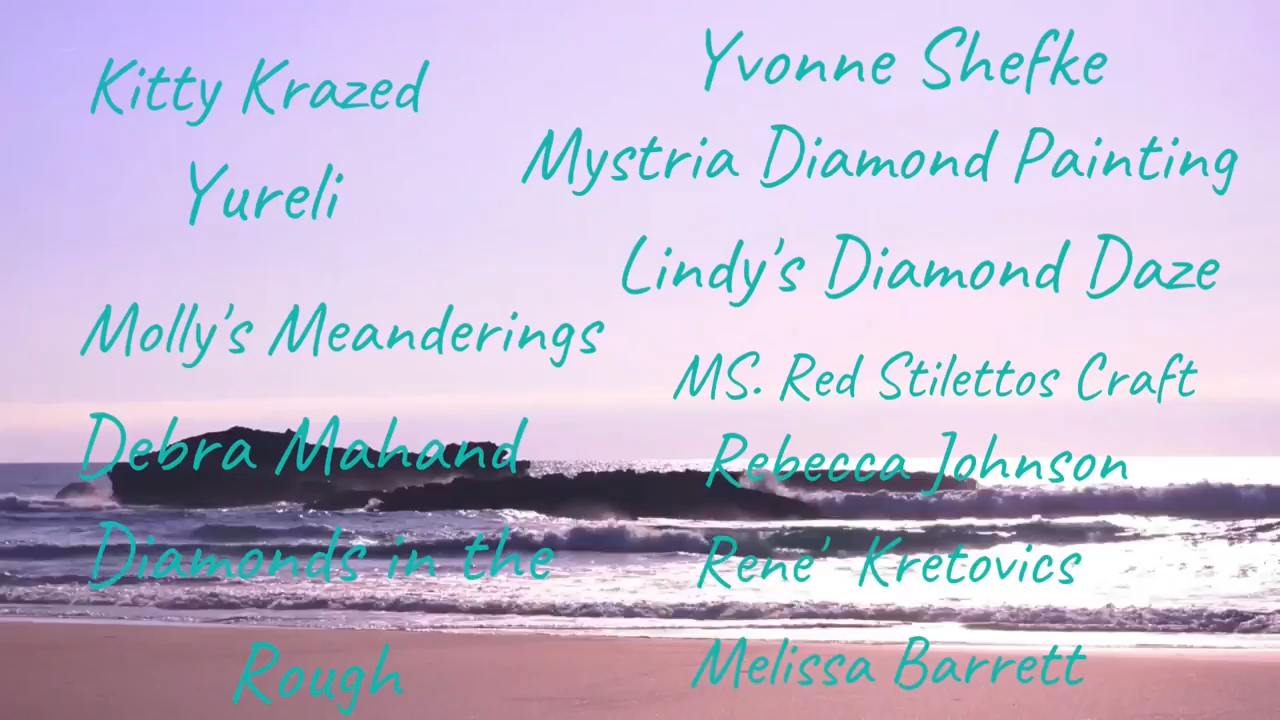 Kitty Krazed
Yureli
Molly's Meanderings
Debra Mahand
Diamonds in the
Rough
Yvonne Shefke
Mystria Diamond Painting
Lindy's Diamond Daze
MS. Red Stilettos Craft
Rebecca Johnson
Rene' Kretovics
Melissa Barrett